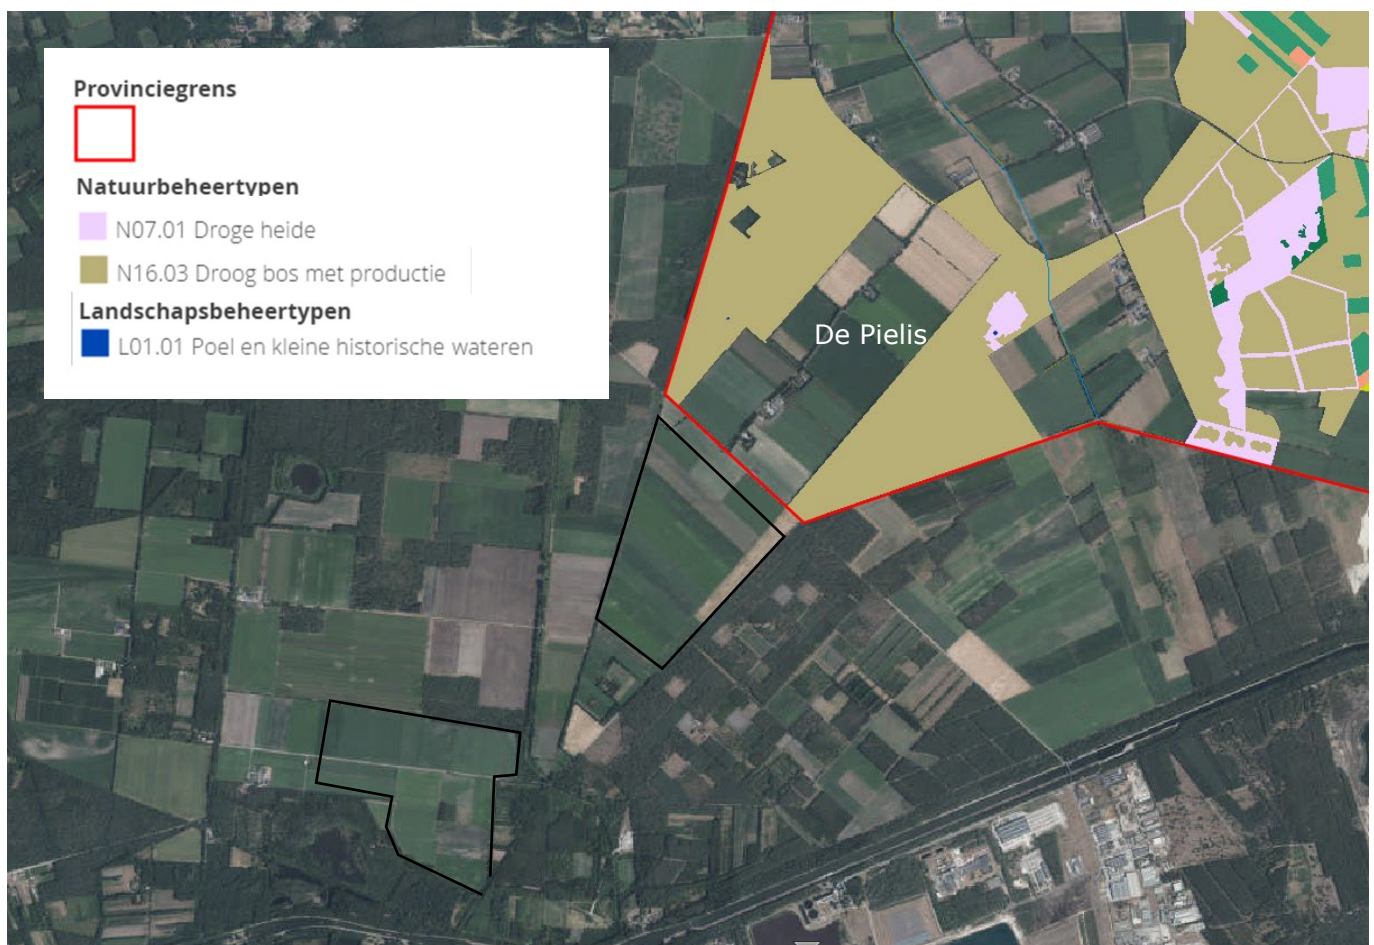 Provinciegrens
Natuurbeheertypen
N07.01 Droge heide
N16.03 Droog bos met productie
Landschapsbeheertypen
L01.01 Poel en kleine historische wateren
De Pielis